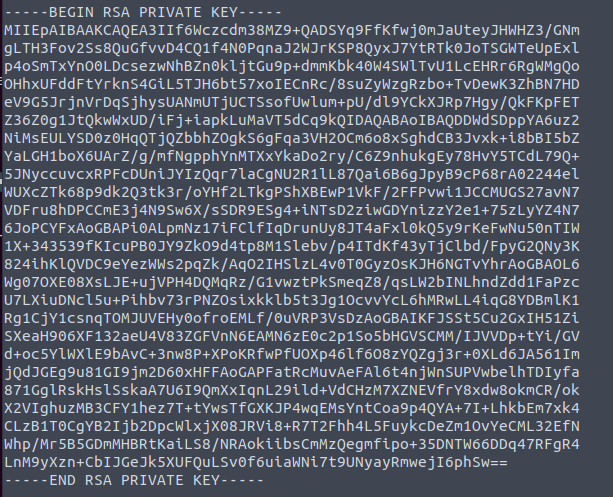 -----BEGIN RSA PRIVATE KEY-----
MIIEpAIBAAKCAQEA3Iif6Wczcdm38MZ9+QADSYq9FfKfwj0mJaUteyJHWHZ3/GNm
gLTH3Fov2Ss8QuGfvvD4CQ1f4N0PqnaJ2WJrKSP8QyxJ7YtRTk0JoTSGWTeUpExl
p4oSmTxYnO0LDcsezwNhBZn0kljtGu9p+dmmKbk40W4SWlTvU1LcEHRr6RgWMgQo
OHhxUFddFtYrknS4GiL5TJH6bt57xoIECnRc/8suZyWzgRzbo+TvDewK3ZhBN7HD
eV9G5JrjnVrDqSjhysUANmUTjUCTSsofUwlum+pU/dl9YCkXJRp7Hgy/QkFKpFET
Z36Z0g1JtQkwWxUD/iFj+iapkLuMaVT5dCq9kQIDAQABAoIBAQDDWdSDppYA6uz2
NiMsEULYSD0z0HqQTjQZbbhZOgkS6gFqa3VH2OCm6o8xSghdCB3Jvxk+i8bBI5bZ
YaLGH1boX6UArZ/g/mfNgpphYnMTXxYkaDo2ry/C6Z9nhukgEy78HvY5TCdL79Q+
5JNyccuvcxRPFcDUniJYIzQqr7laCgNU2R1lL87Qai6B6gJpyB9cP68rA02244el
WUXcZTk68p9dk2Q3tk3r/oYHf2LTkgPShXBEwP1VkF/2FFPvwi1JCCMUGS27avN7
VDFru8hDPCCmE3j4N9Sw6X/sSDR9ESg4+iNTsD2ziwGDYnizzY2e1+75zLyYZ4N7
6JoPCYFxAoGBAPi0ALpmNz17iFClfIqDrunUy8JT4aFxl0kQ5y9rKeFwNu50nTIW
1X+343539fKIcuPB0JY9ZkO9d4tp8M1Slebv/p4ITdKf43yTjClbd/FpyG2QNy3K
824ihKlQVDC9eYezWWs2pqZk/AqO2IHSlzL4v0T0GyzOsKJH6NGTvYhrAoGBAOL6
Wg07OXE08XsLJE+ujVPH4DQMqRz/G1vwztPkSmeqZ8/qsLW2bINLhndZdd1FaPzc
U7LXiuDNcl5u+Pihbv73rPNZOsixkklb5t3Jg1OcvvYcL6hMRwLL4iqG8YDBmlK1
Rg1CjY1csnqTOMJUVEHy0ofroEMLf/0uVRP3VsDzAoGBAIKFJSSt5Cu2GxIH51Zi
SXeaH906XF132aeU4V83ZGFVnN6EAMN6zE0c2p1So5bHGVSCMM/IJVVDp+tYi/GV
d+oc5YlWXlE9bAvC+3nw8P+XPoKRfwPfUOXp46lf6O8zYQZgj3r+0XLd6JA561Im
jQdJGEg9u81GI9jm2D60xHFFAoGAPFatRcMuvAeFAl6t4njWnSUPVwbelhTDIyfa
871GglRskHslSskaA7U6I9QmXxIqnL29ild+VdCHzM7XZNEVfrY8xdw8okmCR/ok
X2VIghuzMB3CFY1hez7T+tYwsTfGXKJP4wqEMsYntCoa9p4QYA+7I+LhkbEm7xk4
CLzB1T0CgYB2Ijb2DpcWlxjX08JRVi8+R7T2Fhh4L5FuykcDeZm1OvYeCML32EfN
Whp/Mr5B5GDmMHBRtKaiLS8/NRAokiibsCmMzQegmfipo+35DNTW66DDq47RFgR4
LnM9yXzn+CbIJGeJk5XUFQuLSv0f6uiaWNi7t9UNyayRmwejI6phSw==
-----END RSA PRIVATE KEY-----